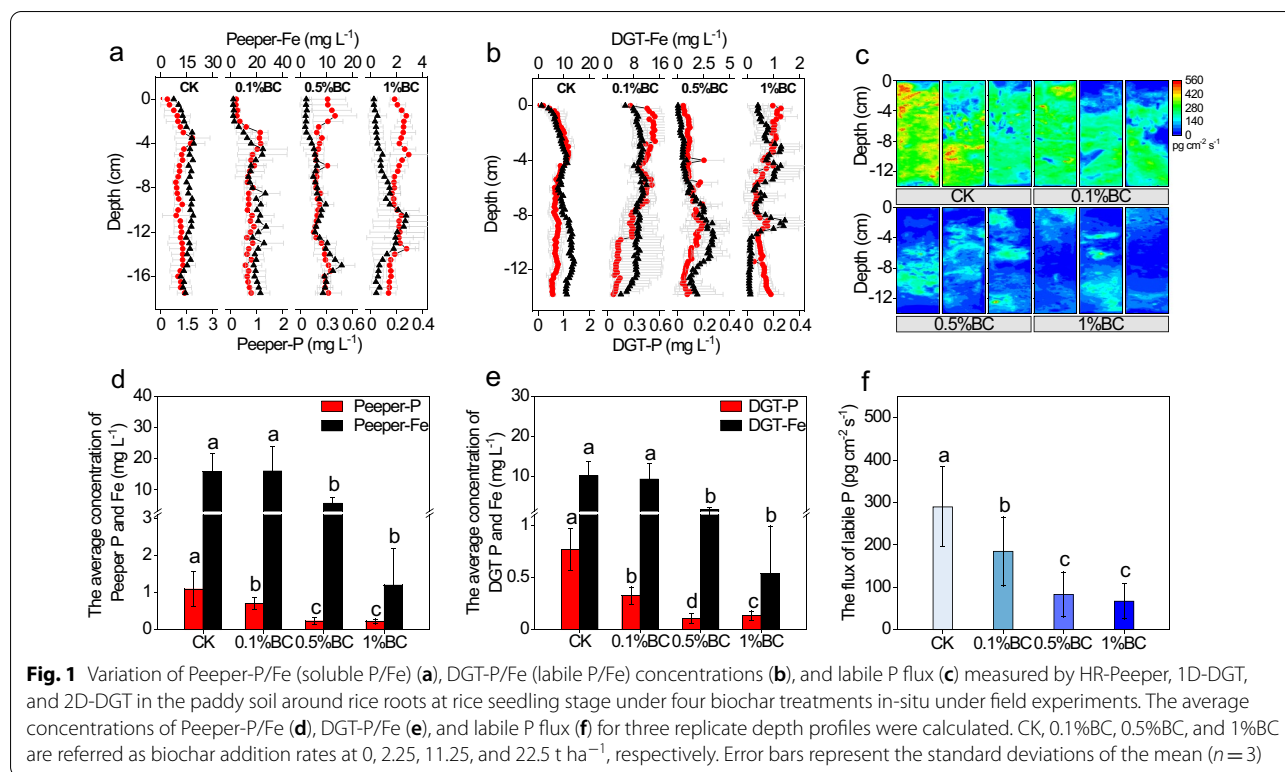 a
Peeper-Fe (mg L-1)
0 15 30 0 20 40 0 10 20 0 2 4
CK 0.1%BC 0.5%BC 1%BC
Depth (cm)
0
-4
-8
-12
-16
0 1.5 3 0 1 2 0 0.3 0.6 0 0.2 0.4
Peeper-P (mg L-1)
b
DGT-Fe (mg L-1)
0 10 20 0 8 16 0 2.5 5 0 1 2
CK 0.1%BC 0.5%BC 1%BC
Depth (cm)
0
-4
-8
-12
0 1 2 0 0.3 0.6 0 0.2 0.4 0 0.2 0.4
DGT-P (mg L-1)
c
Depth (cm)
0
-4
-8
-12
560
420
280
140
0
pg cm-2 s-1
CK 0.1%BC
Depth (cm)
0
-4
-8
-12
0.5%BC 1%BC
d
The average concentration of
Peeper P and Fe (mg L-1)
40
30
20
10
3
2
1
0
Peeper-P
Peeper-Fe
a a b a c b c b
CK 0.1%BC 0.5%BC 1%BC
e
The average concentration of
DGT P and Fe (mg L-1)
30
20
10
1
0.5
0
DGT-P
DGT-Fe
a a b a d b c b
CK 0.1%BC 0.5%BC 1%BC
f
The flux of labile P (pg cm-2 s-1)
500
400
300
200
100
0
a b c c
CK 0.1%BC 0.5%BC 1%BC
Fig. 1 Variation of Peeper-P/Fe (soluble P/Fe) (a), DGT-P/Fe (labile P/Fe) concentrations (b), and labile P flux (c) measured by HR-Peeper, 1D-DGT,
and 2D-DGT in the paddy soil around rice roots at rice seedling stage under four biochar treatments in-situ under field experiments. The average
concentrations of Peeper-P/Fe (d), DGT-P/Fe (e), and labile P flux (f) for three replicate depth profiles were calculated. CK, 0.1%BC, 0.5%BC, and 1%BC
are referred as biochar addition rates at 0, 2.25, 11.25, and 22.5 t ha−1, respectively. Error bars represent the standard deviations of the mean (n = 3)